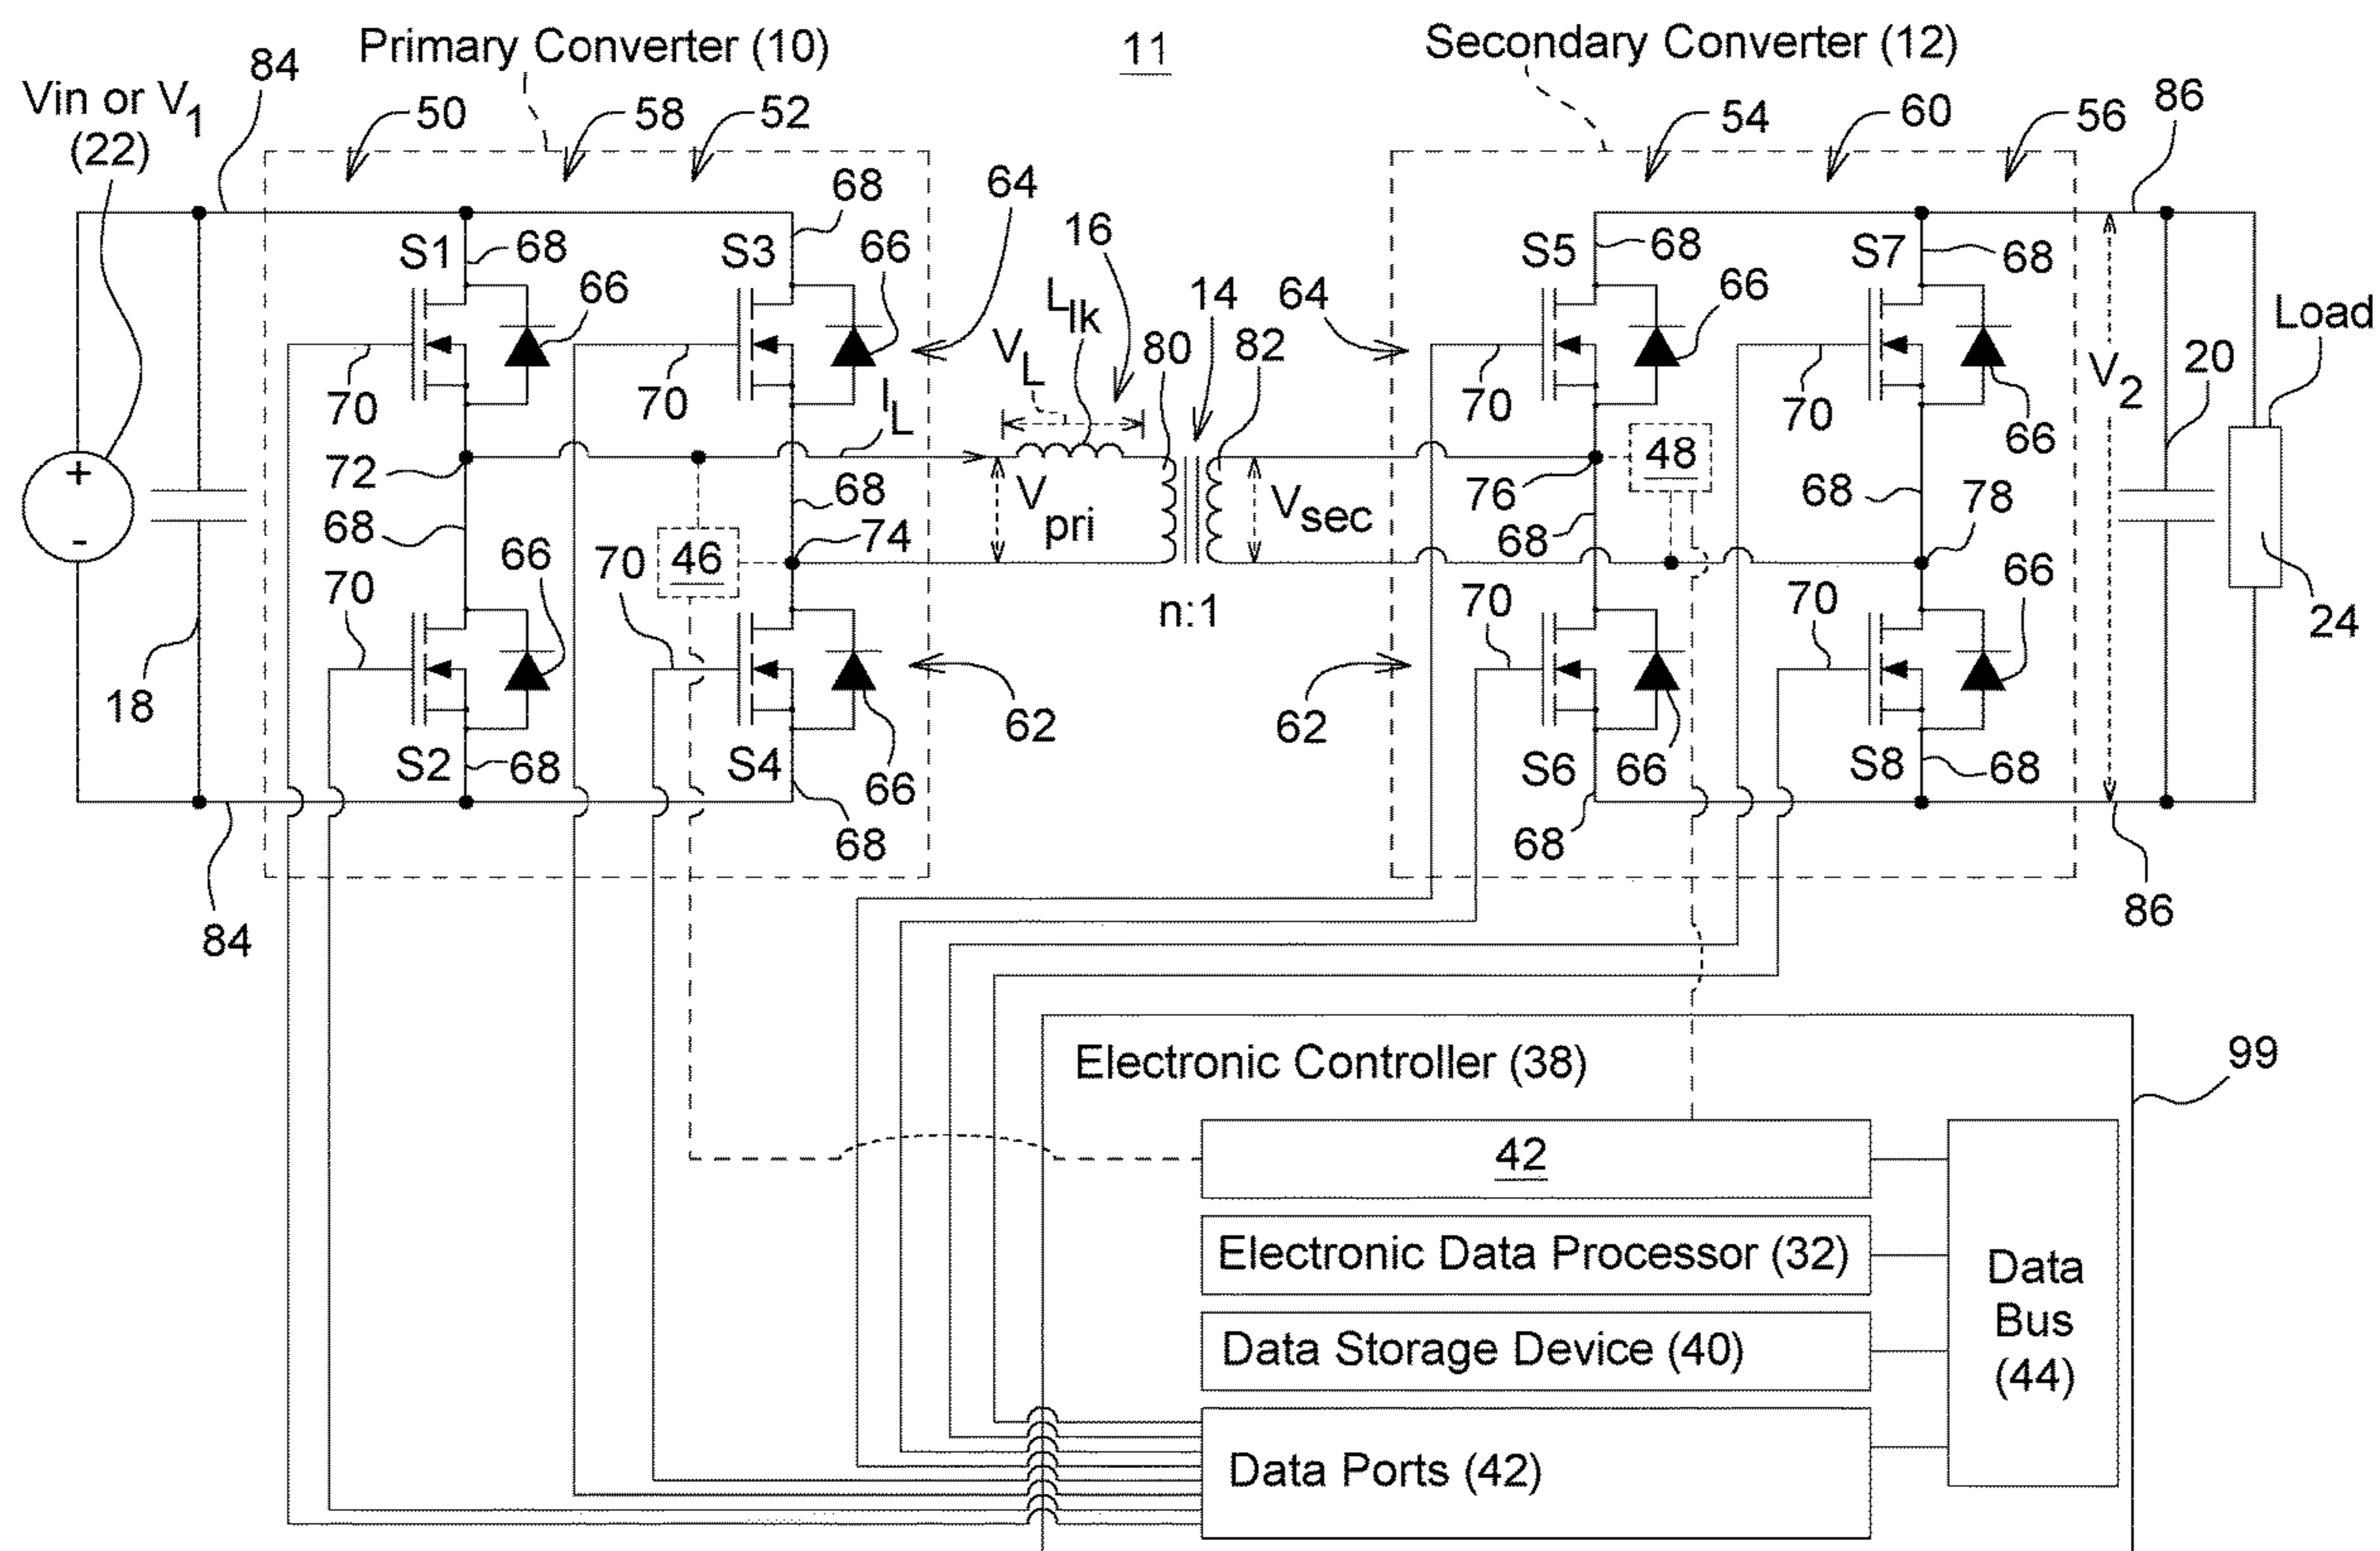 Primary Converter (10)
11
Secondary Converter (12)
Vin or V1
(22)
84
50
58
52
54
60
56
86
68
64
16
S1
68
S3
66
66
Llk
14
64
S5
68
66
S7
68
Load
VL
80
82
70
70
IL
70
70
66
V2
20
72
68
Vpri
Vsec
76
48
68
78
+
-
68
46
74
68
70
66
70
n:1
70
70
66
24
18
62
62
S2
68
S4
66
S6
66
S8
68
68
68
84
86
Electronic Controller (38)
99
42
Electronic Data Processor (32)
Data
Bus
(44)
Data Storage Device (40)
Data Ports (42)